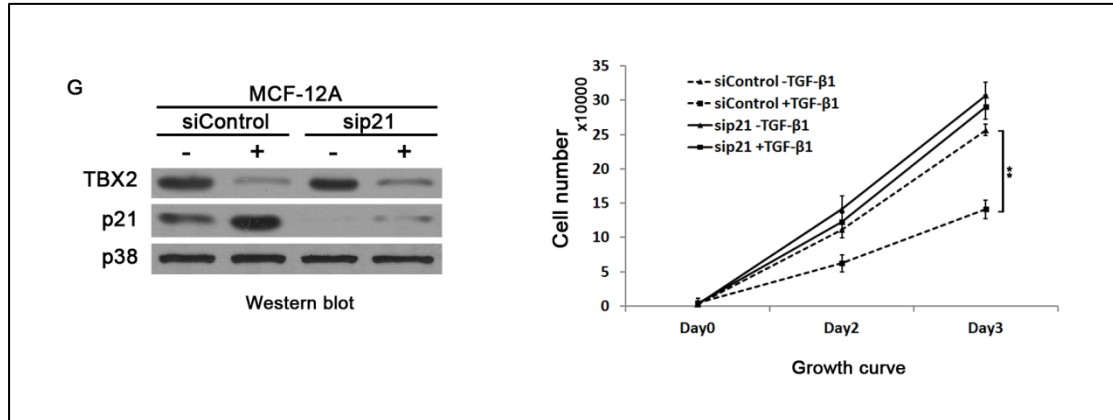 G
MCF-12A
siControl sip21
- + - +
TBX2
p21
p38
Western blot
siControl -TGF-β1
siControl +TGF-β1
sip21 -TGF-β1
sip21 +TGF-β1
Cell number
x10000
35
30
25
20
15
10
5
0
**
Day0 Day2 Day3
Growth curve